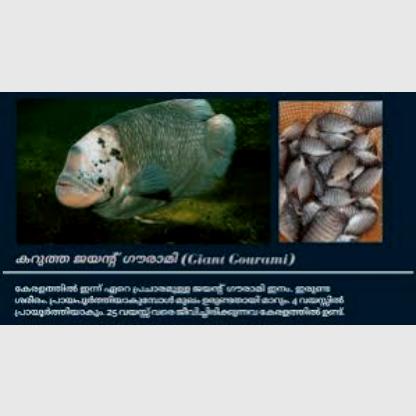 കറുത്ത ജയന്റ് ഗൗരാമി (Giant Gourami)
കേരളത്തിൽ ഇന്ന് ഏറെ പ്രചാരമുള്ള ജയന്റ് ഗൗരാമി ഇനം. ഇരുണ്ട
ശരീരം. പ്രായപൂർത്തിയാകുമ്പോൾ മുഖം ഉരുണ്ടതായി മാറും. 4 വയസ്സിൽ
പ്രായപൂർത്തിയാകും. 25 വയസ്സ് വരെ ജീവിച്ചിരിക്കുന്നവ കേരളത്തിൽ ഉണ്ട്.